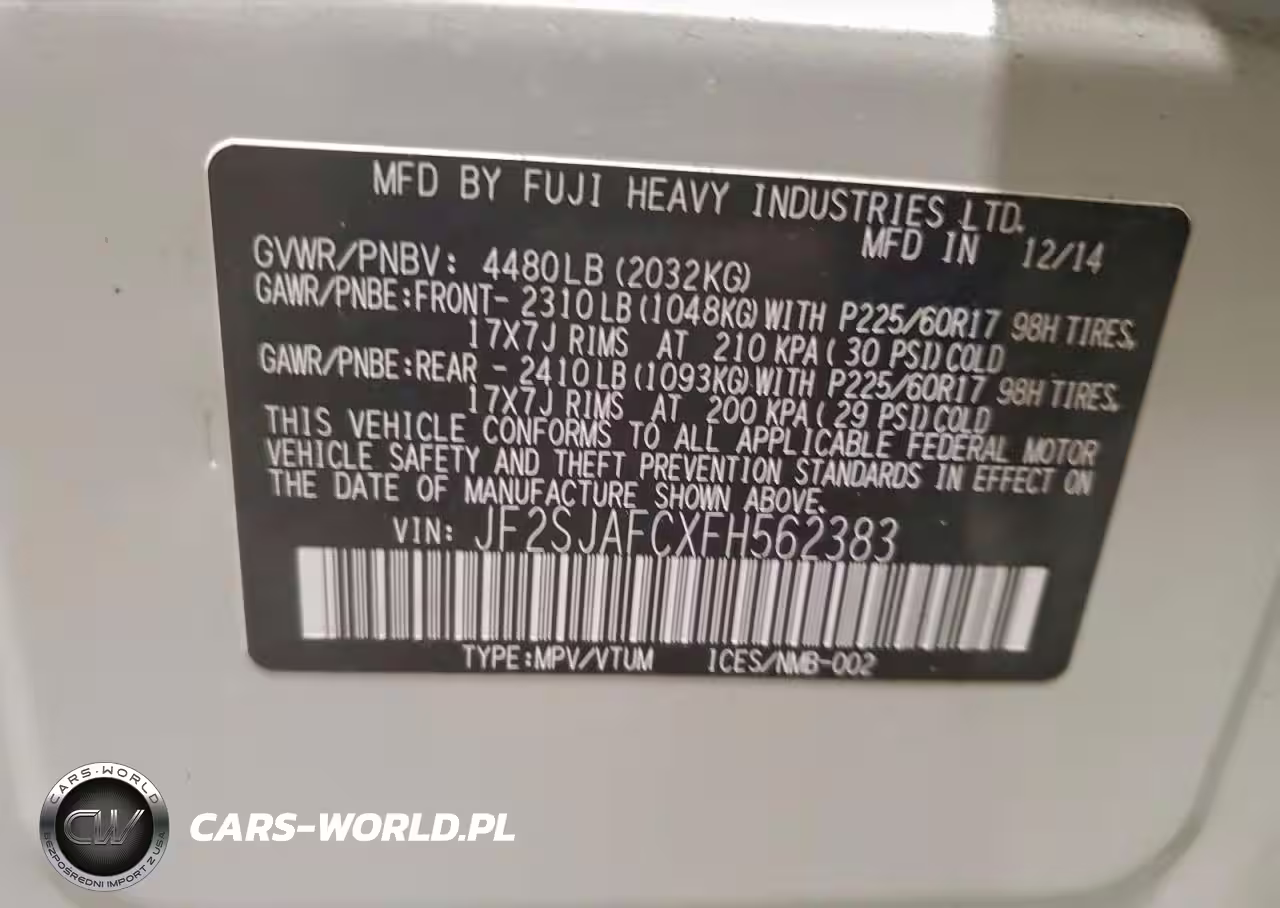 MFD BY FUJI HEAVY INDUSTRIES LTD.
MFD IN 12/14
GVWR/PNBV: 4480LB (2032KG)
GAWR/PNBE:FRONT- 2310LB (1048KG) WITH P225/60R17 98H TIRES,
17X7J RIMS AT 210 KPA ( 30 PSI) COLD
GAWR/PNBE:REAR - 2410LB (1093KG) WITH P225/60R17 98H TIRES,
17X7J RIMS AT 200 KPA ( 29 PSI) COLD
THIS VEHICLE CONFORMS TO ALL APPLICABLE FEDERAL MOTOR
VEHICLE SAFETY AND THEFT PREVENTION STANDARDS IN EFFECT ON
THE DATE OF MANUFACTURE SHOWN ABOVE.
VIN: JF2SJAFCXFH562383
TYPE:MPV/VTUM ICES/NMB-002
CARS-WORLD
CW
BEZPOŚREDNI IMPORT Z USA
CARS-WORLD.PL